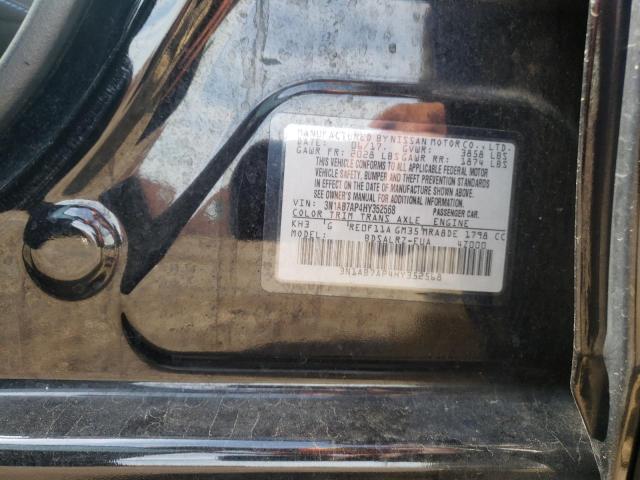 MANUFACTURED BY NISSAN MOTOR CO., LTD.
DATE: 06/17. GVWR: 3858 LBS
GAWR FR: 2028 LBS GAWR RR: 1874 LBS
THIS VEHICLE CONFORMS TO ALL APPLICABLE FEDERAL MOTOR
VEHICLE SAFETY, BUMPER AND THEFT PREVENTION STANDARDS
IN EFFECT ON THE DATE OF MANUFACTURE SHOWN ABOVE.
SEE OWNER'S MANUAL FOR ADDITIONAL INFORMATION.
VIN: 3N1AB7AP4HY352568 PASSENGER CAR.
COLOR TRIM TRANS AXLE ENGINE
KH3 G RE0F11A GM35 MRA8DE 1798 CC
MODEL: BDSALRZ-EUA 47000
3N1AB7AP4HY352568